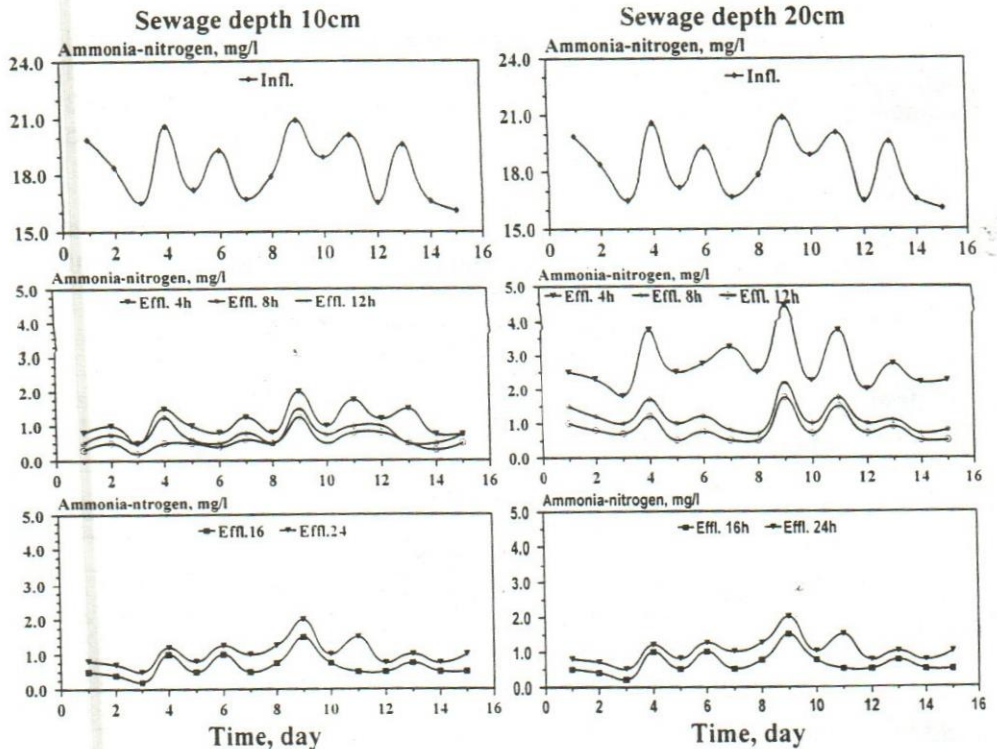 Sewage depth 10cm
Ammonia-nitrogen, mg/l
24.0
Infl.
21.0
18.0
15.0
0 2 4 6 8 10 12 14 16
Ammonia-nitrogen, mg/l
5.0
Effl. 4h Effl. 8h Effl. 12h
4.0
3.0
2.0
1.0
0.0
0 2 4 6 8 10 12 14 16
Ammonia-ntrogen, mg/l
5.0
Effl.16 Effl.24
4.0
3.0
2.0
1.0
0.0
0 2 4 6 8 10 12 14 16
Time, day
Sewage depth 20cm
Ammonia-nitrogen, mg/l
24.0
Infl.
21.0
18.0
15.0
0 2 4 6 8 10 12 14 16
Ammonia-nitrogen, mg/l
5.0
Effl. 4h Effl. 8h Effl. 12h
4.0
3.0
2.0
1.0
0.0
0 2 4 6 8 10 12 14 16
Ammonia-nitrogen, mg/l
5.0
Effl. 16h Effl. 24h
4.0
3.0
2.0
1.0
0.0
0 2 4 6 8 10 12 14 16
Time, day